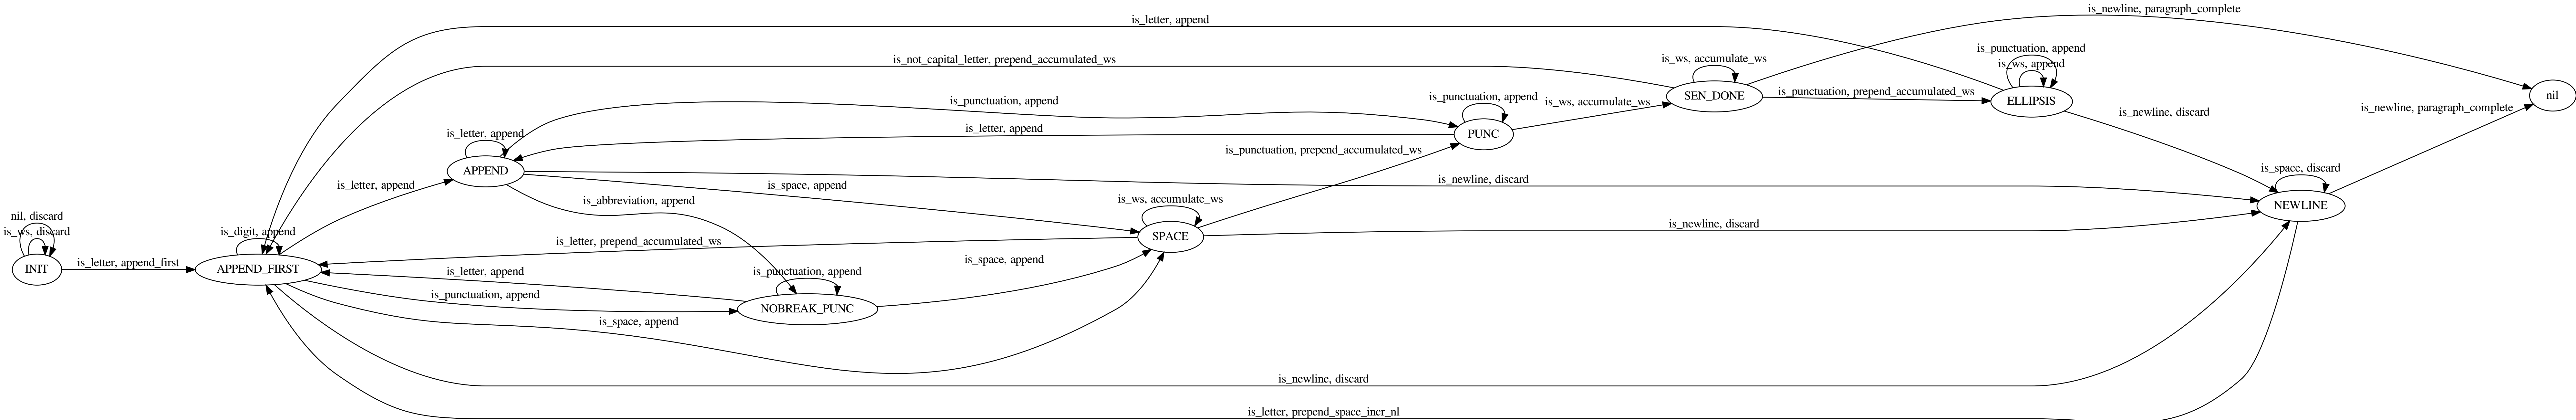 is_newline, paragraph_complete
is_letter, append
is_punctuation, append
is_not_capital_letter, prepend_accumulated_ws
is_ws, accumulate_ws
is_ws, append
is_punctuation, prepend_accumulated_ws
SEN_DONE
ELLIPSIS
nil
is_punctuation, append
is_punctuation, append
is_ws, accumulate_ws
is_newline, paragraph_complete
is_newline, discard
is_letter, append
is_letter, append
PUNC
is_punctuation, prepend_accumulated_ws
is_space, discard
APPEND
is_newline, discard
is_letter, append
is_space, append
is_abbreviation, append
is_ws, accumulate_ws
NEWLINE
nil, discard
is_ws, discard
is_digit, append
is_newline, discard
SPACE
is_letter, prepend_accumulated_ws
is_letter, append_first
INIT
APPEND_FIRST
is_letter, append
is_punctuation, append
is_space, append
is_punctuation, append
NOBREAK_PUNC
is_space, append
is_newline, discard
is_letter, prepend_space_incr_nl